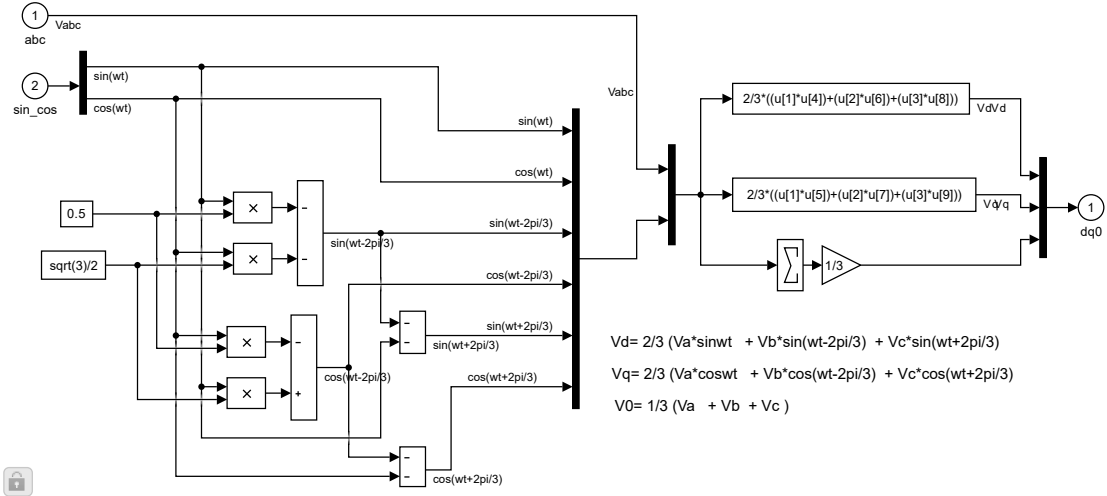 1
abc
Vabc
2
sin_cos
sin(wt)
cos(wt)
Vabc
sin(wt)
cos(wt)
sin(wt-2pi/3)
cos(wt-2pi/3)
sin(wt+2pi/3)
cos(wt+2pi/3)
0.5
sqrt(3)/2
×
×
×
×
-
-
sin(wt-2pi/3)
-
+
cos(wt-2pi/3)
-
-
sin(wt+2pi/3)
-
-
cos(wt+2pi/3)
2/3*((u[1]*u[4])+(u[2]*u[6])+(u[3]*u[8]))
VdVd
2/3*((u[1]*u[5])+(u[2]*u[7])+(u[3]*u[9]))
Vq
∑
1/3
1
dq0
Vd= 2/3 (Va*sinwt + Vb*sin(wt-2pi/3) + Vc*sin(wt+2pi/3)
Vq= 2/3 (Va*coswt + Vb*cos(wt-2pi/3) + Vc*cos(wt+2pi/3)
V0= 1/3 (Va + Vb + Vc )